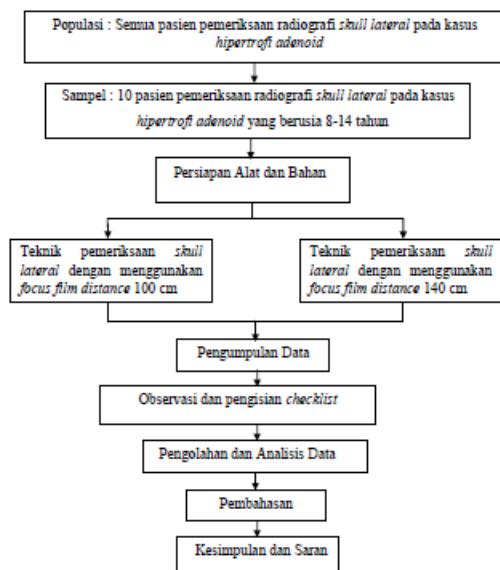 Populasi : Semua pasien pemeriksaan radiografi skull lateral pada kasus
hipertrofi adenoid
Sampel : 10 pasien pemeriksaan radiografi skull lateral pada kasus
hipertrofi adenoid yang berusia 8-14 tahun
Persiapan Alat dan Bahan
Teknik pemeriksaan skull
lateral dengan menggunakan
focus film distance 100 cm
Teknik pemeriksaan skull
lateral dengan menggunakan
focus film distance 140 cm
Pengumpulan Data
Observasi dan pengisian checklist
Pengolahan dan Analisis Data
Pembahasan
Kesimpulan dan Saran